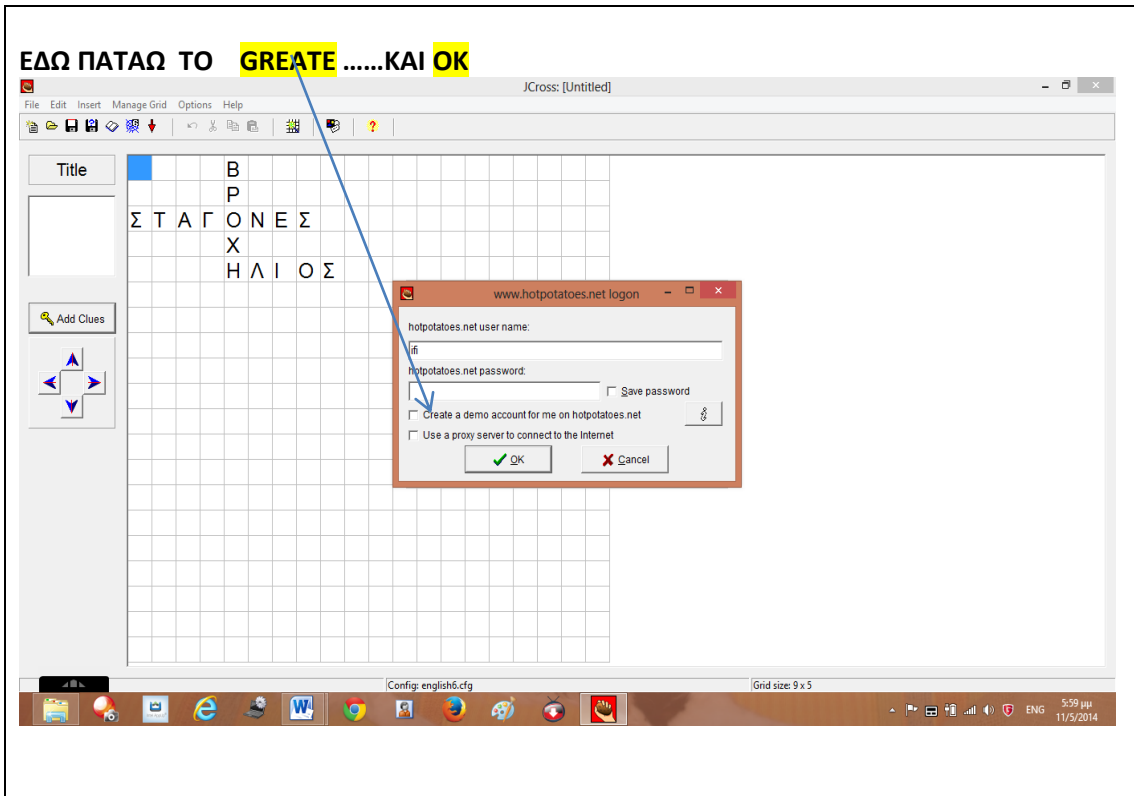 ΕΔΩ ΠΑΤΑΩ ΤΟ GREATE ......ΚΑΙ OK
JCross: [Untitled]
File Edit Insert Manage Grid Options Help
Title
Β
Ρ
Σ Τ Α Γ Ο Ν Ε Σ
Χ
Η Λ Ι Ο Σ
Add Clues
www.hotpotatoes.net logon
hotpotatoes.net user name:
ifi
hotpotatoes.net password:
Save password
Create a demo account for me on hotpotatoes.net
Use a proxy server to connect to the Internet
OK Cancel
Config: english6.cfg
Grid size: 9 x 5
ENG
5:59 μμ
11/5/2014